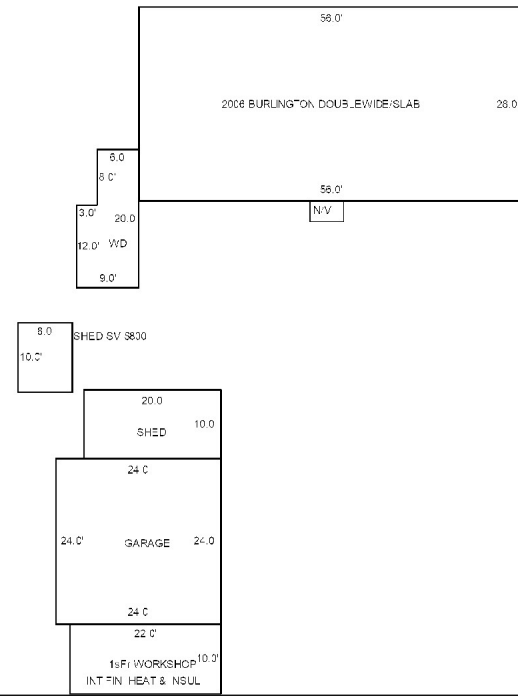 56.0'
2006 BURLINGTON DOUBLEWIDE/SLAB 28.0
56.0'
N/V
6.0
8.0'
3.0' 20.0
12.0' WD
9.0'
8.0 SHED SV $800
10.0'
20.0
10.0
SHED
24.0
24.0' GARAGE 24.0
24.0
22.0'
1sFr WORKSHOP 10.0'
INT FIN HEAT & INSUL